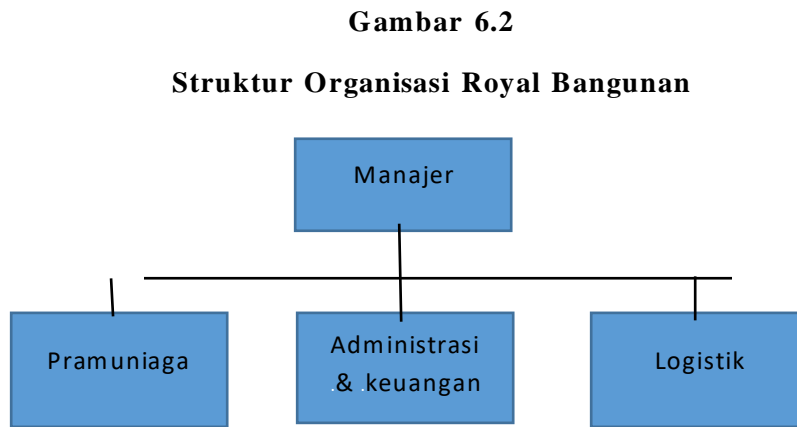 Gambar 6.2
Struktur Organisasi Royal Bangunan
Manajer
Pramuniaga
Administrasi
.& .keuangan
Logistik